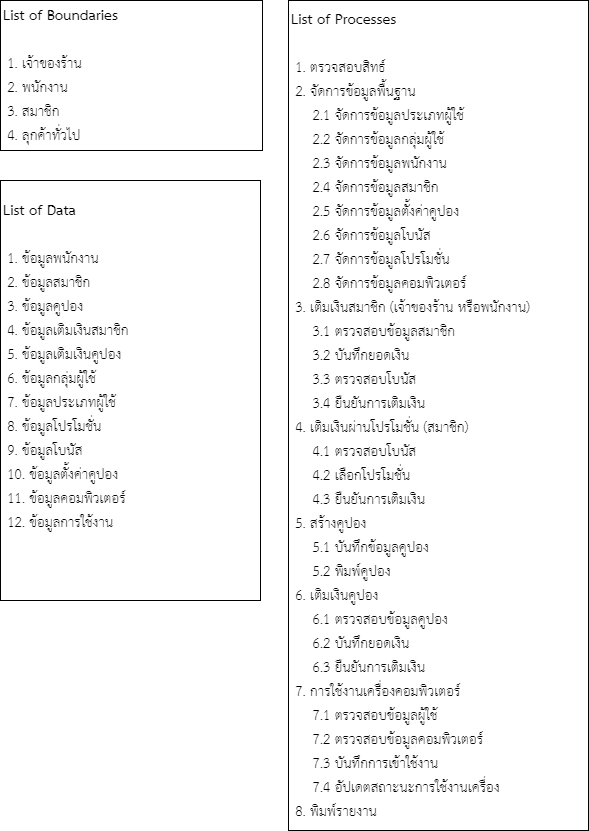 List of Boundaries
1. เจ้าของร้าน
2. พนักงาน
3. สมาชิก
4. ลูกค้าทั่วไป
List of Data
1. ข้อมูลพนักงาน
2. ข้อมูลสมาชิก
3. ข้อมูลคูปอง
4. ข้อมูลเติมเงินสมาชิก
5. ข้อมูลเติมเงินคูปอง
6. ข้อมูลกลุ่มผู้ใช้
7. ข้อมูลประเภทผู้ใช้
8. ข้อมูลโปรโมชั่น
9. ข้อมูลโบนัส
10. ข้อมูลตั้งค่าคูปอง
11. ข้อมูลคอมพิวเตอร์
12. ข้อมูลการใช้งาน
List of Processes
1. ตรวจสอบสิทธ์
2. จัดการข้อมูลพื้นฐาน
2.1 จัดการข้อมูลประเภทผู้ใช้
2.2 จัดการข้อมูลกลุ่มผู้ใช้
2.3 จัดการข้อมูลพนักงาน
2.4 จัดการข้อมูลสมาชิก
2.5 จัดการข้อมูลตั้งค่าคูปอง
2.6 จัดการข้อมูลโบนัส
2.7 จัดการข้อมูลโปรโมชั่น
2.8 จัดการข้อมูลคอมพิวเตอร์
3. เติมเงินสมาชิก (เจ้าของร้าน หรือพนักงาน)
3.1 ตรวจสอบข้อมูลสมาชิก
3.2 บันทึกยอดเงิน
3.3 ตรวจสอบโบนัส
3.4 ยืนยันการเติมเงิน
4. เติมเงินผ่านโปรโมชั่น (สมาชิก)
4.1 ตรวจสอบโบนัส
4.2 เลือกโปรโมชั่น
4.3 ยืนยันการเติมเงิน
5. สร้างคูปอง
5.1 บันทึกข้อมูลคูปอง
5.2 พิมพ์คูปอง
6. เติมเงินคูปอง
6.1 ตรวจสอบข้อมูลคูปอง
6.2 บันทึกยอดเงิน
6.3 ยืนยันการเติมเงิน
7. การใช้งานเครื่องคอมพิวเตอร์
7.1 ตรวจสอบข้อมูลผู้ใช้
7.2 ตรวจสอบข้อมูลคอมพิวเตอร์
7.3 บันทึกการเข้าใช้งาน
7.4 อัปเดตสถาะนะการใช้งานเครื่อง
8. พิมพ์รายงาน